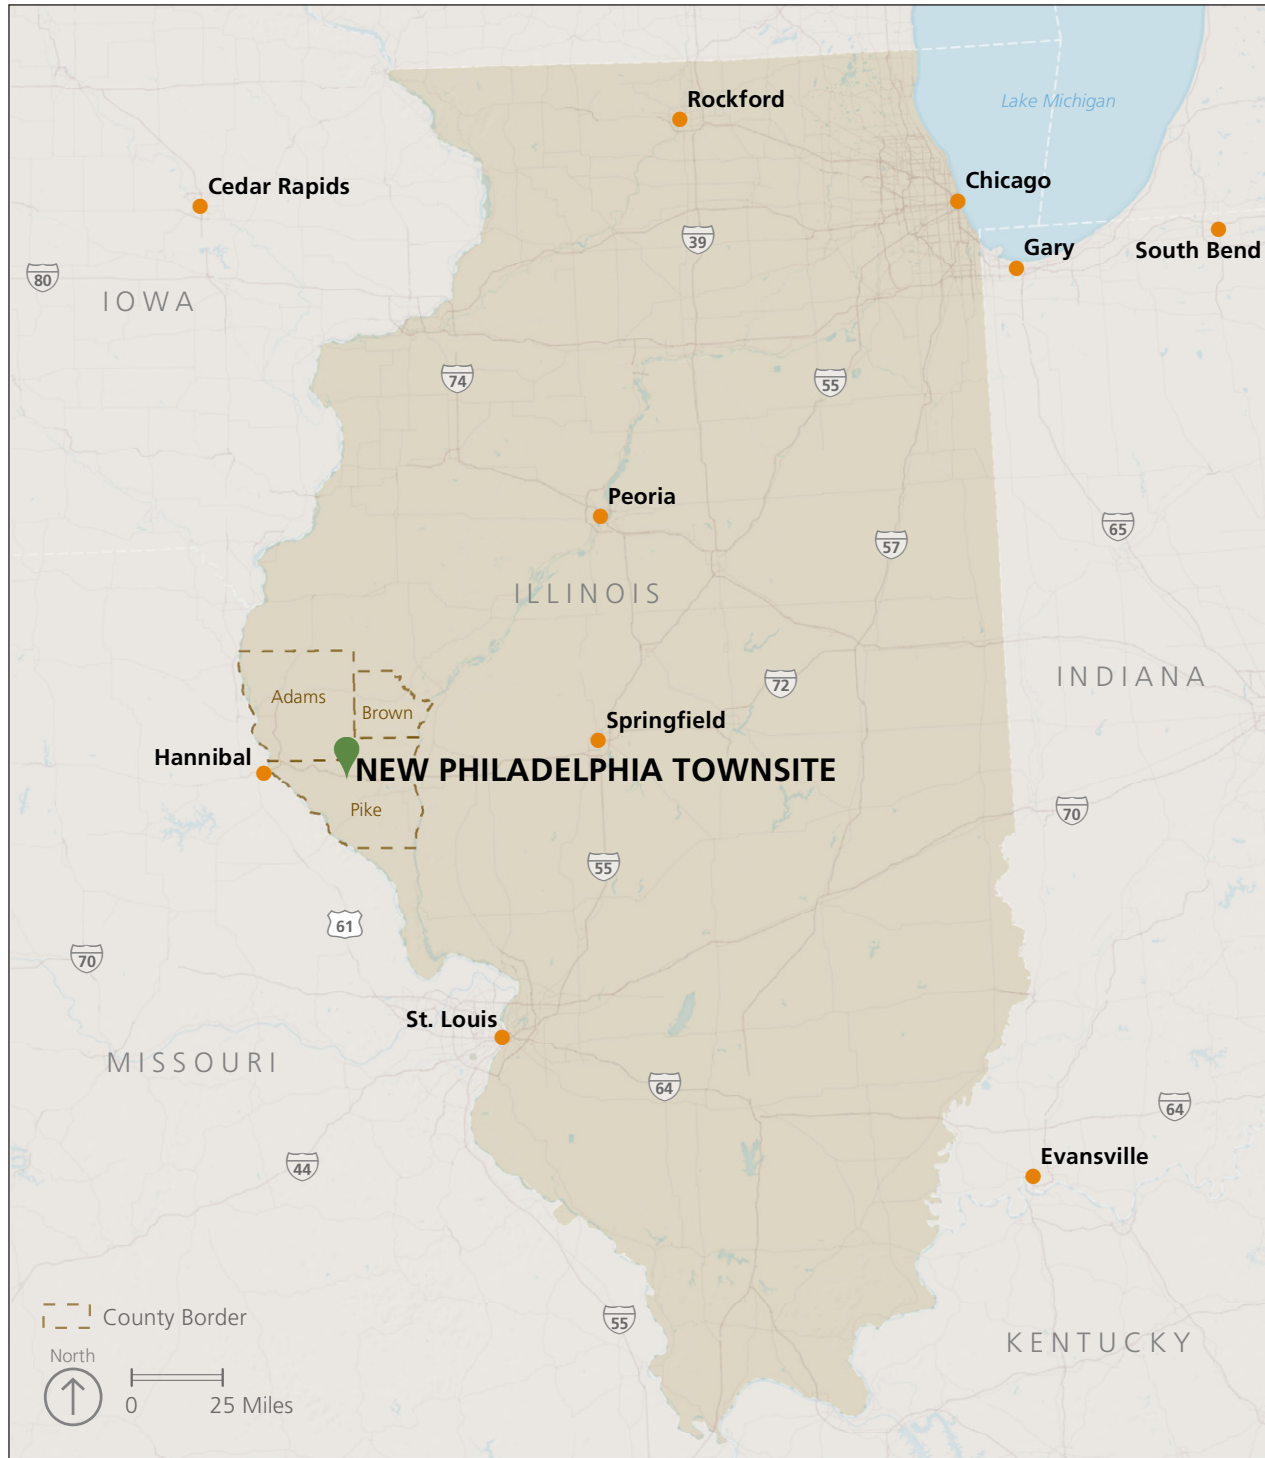 Rockford
Lake Michigan
Cedar Rapids
Chicago
39
Gary
South Bend
80
IOWA
74
55
Peoria
65
57
ILLINOIS
INDIANA
72
Adams
Brown
Springfield
Hannibal
NEW PHILADELPHIA TOWNSITE
Pike
70
55
61
70
St. Louis
MISSOURI
64
64
Evansville
44
County Border
55
KENTUCKY
North
0 25 Miles